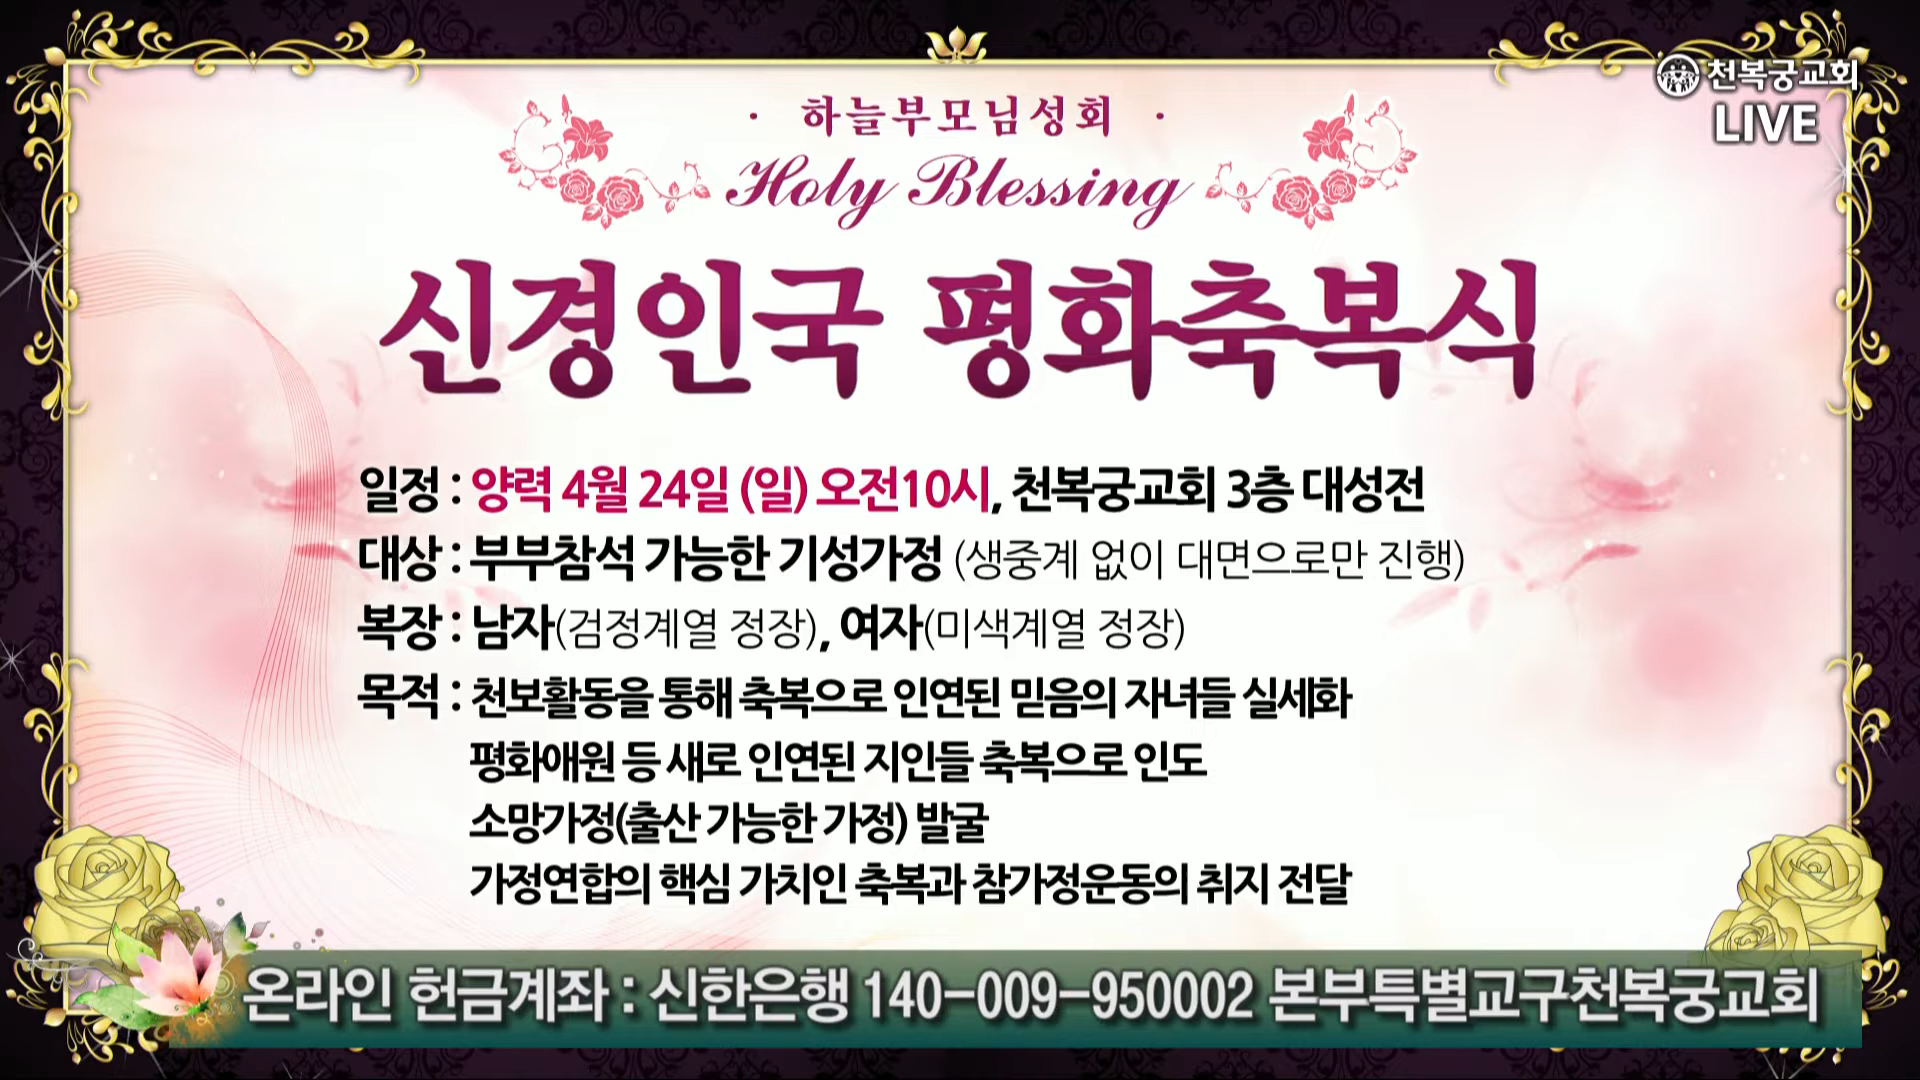 천복궁교회
LIVE
· 하늘부모님성회 ·
Holy Blessing
신경인국 평화축복식
일정 : 양력 4월 24일 (일) 오전10시, 천복궁교회 3층 대성전
대상 : 부부참석 가능한 기성가정 (생중계 없이 대면으로만 진행)
복장 : 남자(검정계열 정장), 여자(미색계열 정장)
목적 : 천보활동을 통해 축복으로 인연된 믿음의 자녀들 실세화
평화애원 등 새로 인연된 지인들 축복으로 인도
소망가정(출산 가능한 가정) 발굴
가정연합의 핵심 가치인 축복과 참가정운동의 취지 전달
온라인 헌금계좌 : 신한은행 140-009-950002 본부특별교구천복궁교회